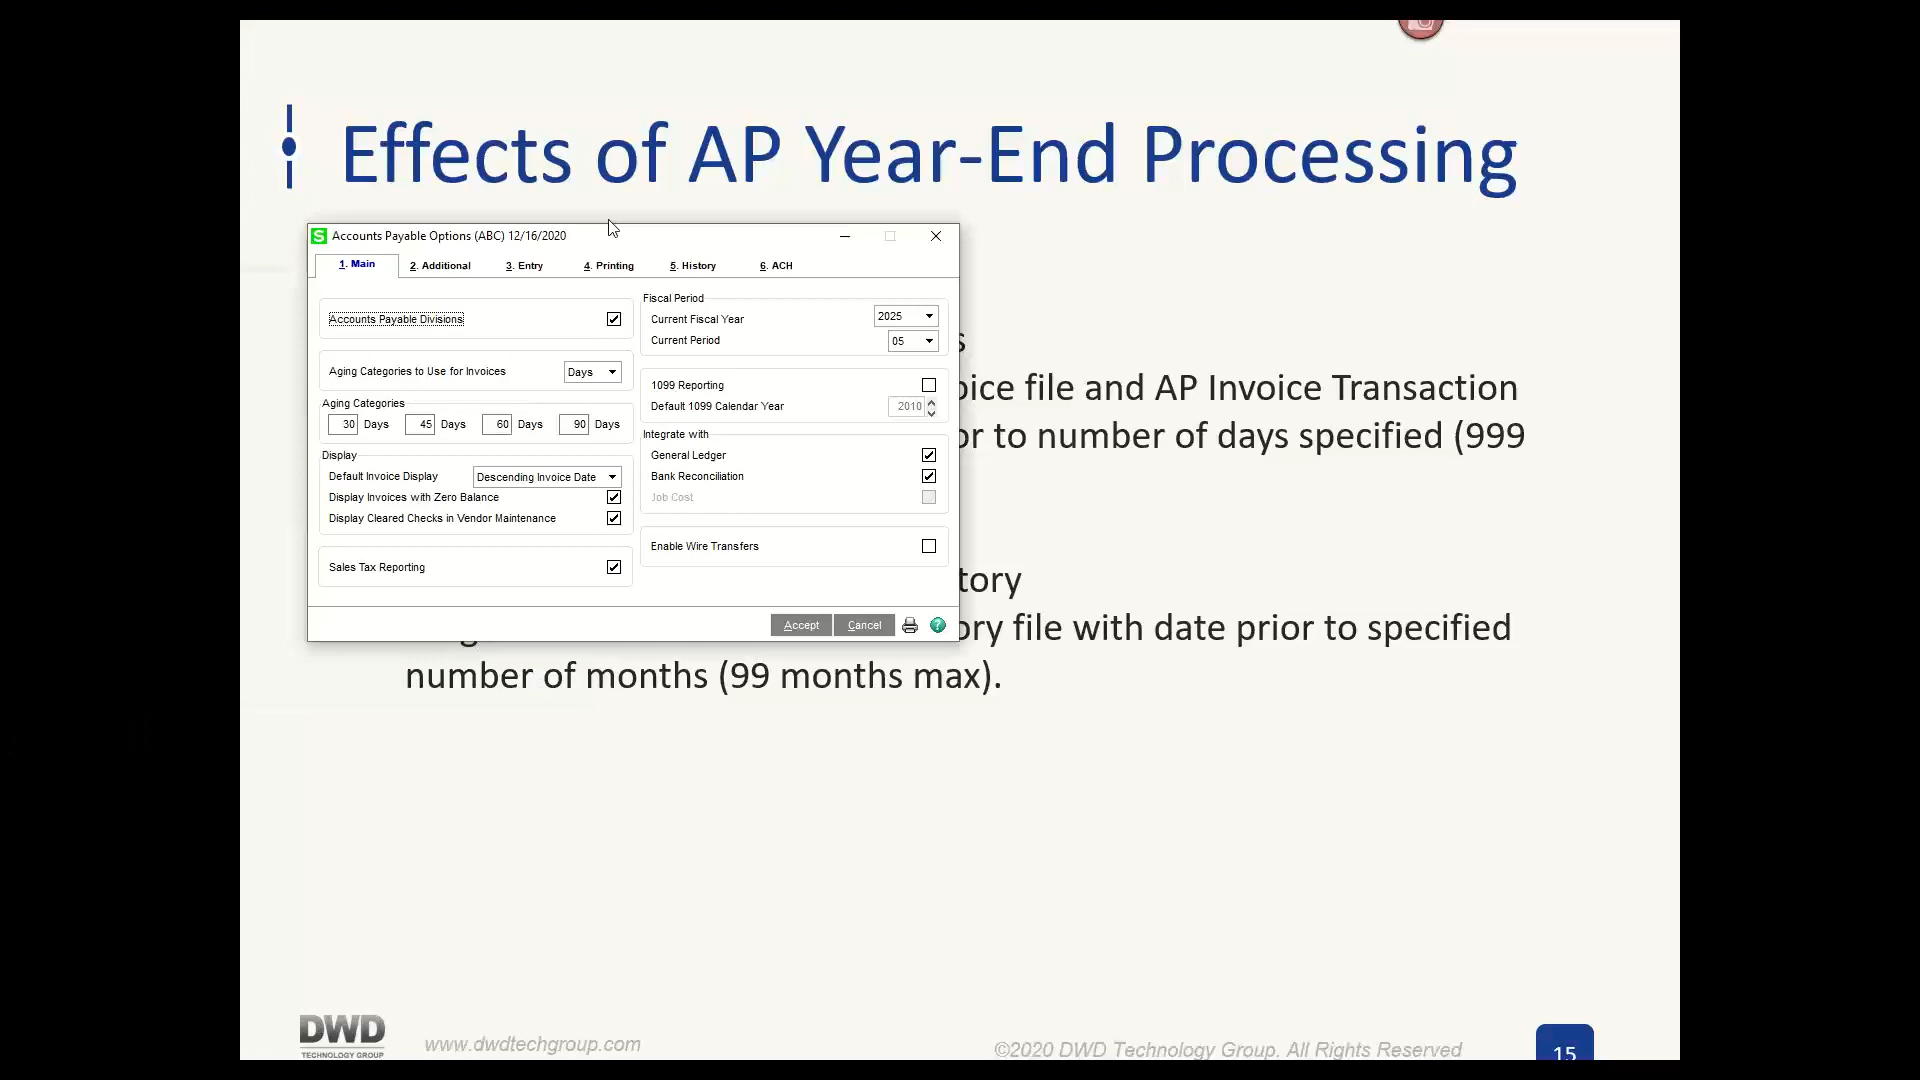 Effects of AP Year-End Processing
Accounts Payable Options (ABC) 12/16/2020
1. Main
2. Additional
3. Entry
4. Printing
5. History
6. ACH
Accounts Payable Divisions
Aging Categories to Use for Invoices
Days
Aging Categories
30 Days 45 Days 60 Days 90 Days
Display
Default Invoice Display
Descending Invoice Date
Display Invoices with Zero Balance
Display Cleared Checks in Vendor Maintenance
Sales Tax Reporting
Fiscal Period
Current Fiscal Year 2025
Current Period 05
1099 Reporting
Default 1099 Calendar Year 2010
Integrate with
General Ledger
Bank Reconciliation
Job Cost
Enable Wire Transfers
Accept Cancel
file and AP Invoice Transaction
to number of days specified (999
file with date prior to specified
number of months (99 months max).
DWD
TECHNOLOGY GROUP
www.dwdtechgroup.com
©2020 DWD Technology Group. All Rights Reserved
15